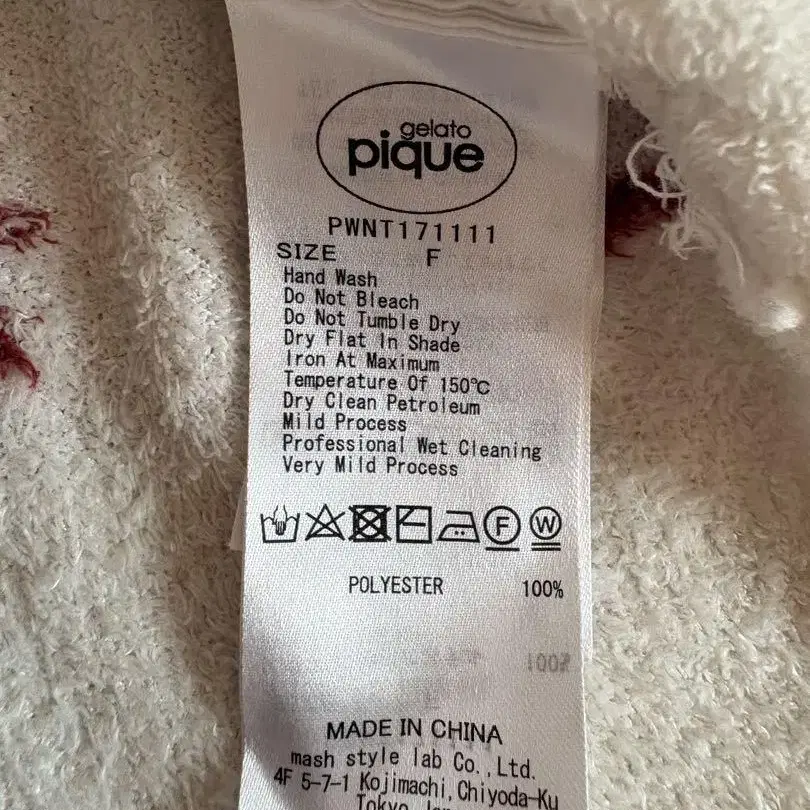 gelato
pique
PWNT171111
SIZE F
Hand Wash
Do Not Bleach
Do Not Tumble Dry
Dry Flat In Shade
Iron At Maximum
Temperature Of 150℃
Dry Clean Petroleum
Mild Process
Professional Wet Cleaning
Very Mild Process
F W
POLYESTER 100%
MADE IN CHINA
mash style lab Co.,Ltd.
4F 5-7-1 Kojimachi,Chiyoda-Ku
Tokyo